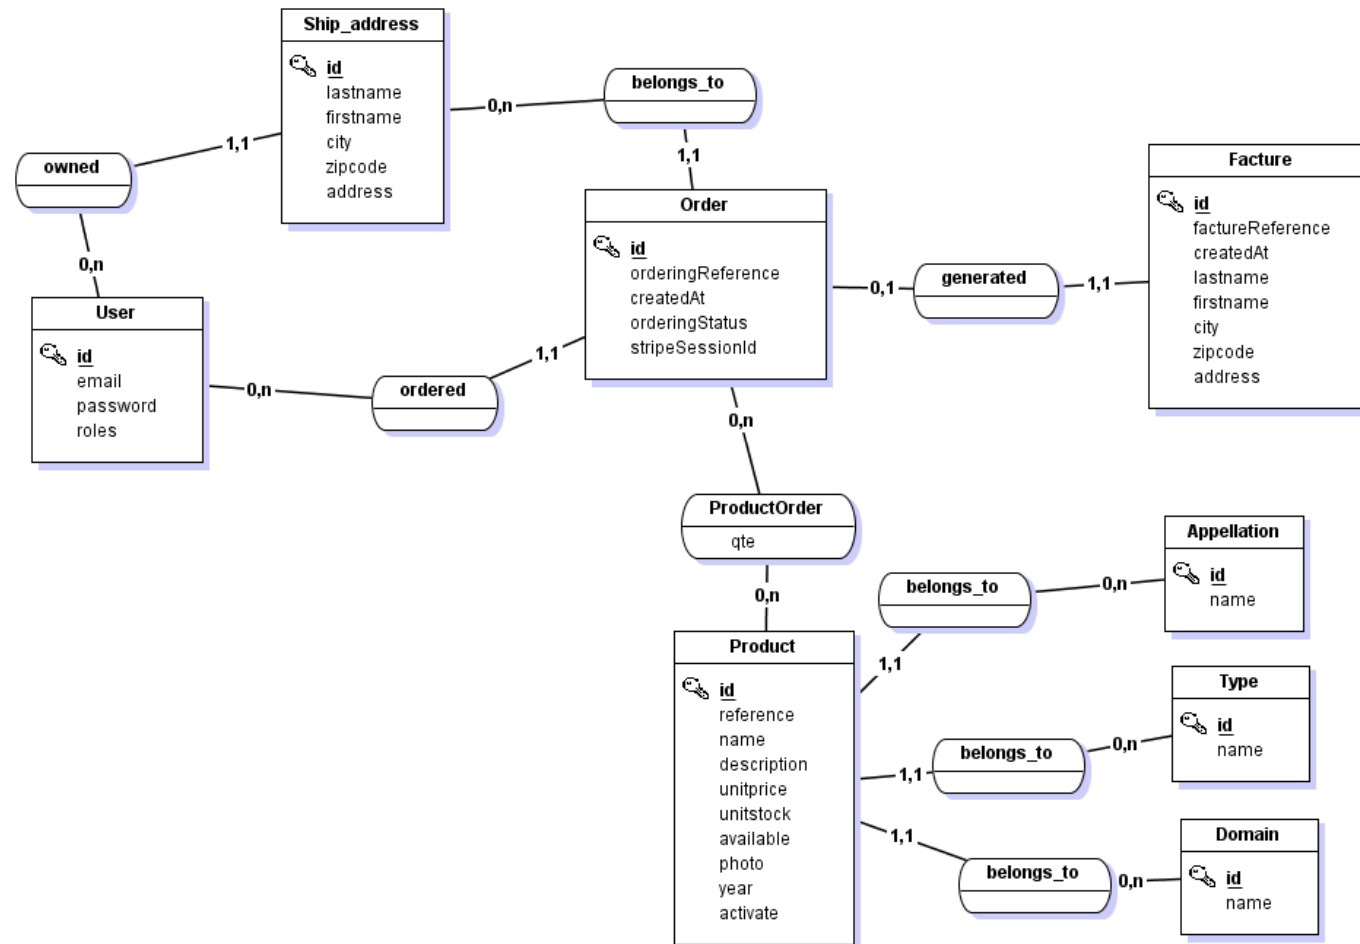 Ship_address
id
lastname
firstname
city
zipcode
address
0,n
belongs_to
1,1
owned
1,1
0,n
User
id
email
password
roles
0,n
ordered
1,1
Order
id
orderingReference
createdAt
orderingStatus
stripeSessionId
0,1
generated
1,1
Facture
id
factureReference
createdAt
lastname
firstname
city
zipcode
address
0,n
ProductOrder
qte
0,n
Product
id
reference
name
description
unitprice
unitstock
available
photo
year
activate
1,1
belongs_to
0,n
Appellation
id
name
1,1
belongs_to
0,n
Type
id
name
1,1
belongs_to
0,n
Domain
id
name